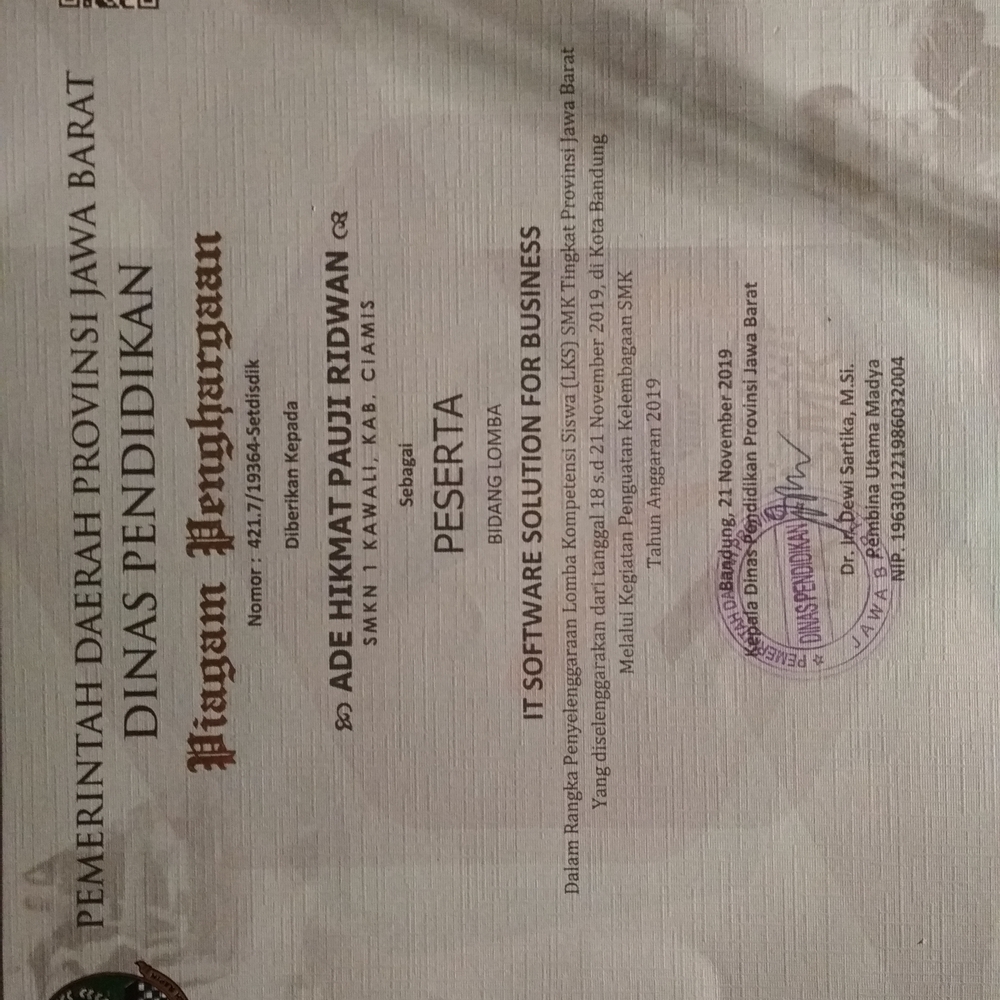 PEMERINTAH DAERAH PROVINSI JAWA BARAT
DINAS PENDIDIKAN
Piagam Penghargaan
Nomor : 421.7/19364-Setdisdik
Diberikan Kepada
ADE HIKMAT PAUJI RIDWAN
SMKN 1 KAWALI, KAB. CIAMIS
Sebagai
PESERTA
BIDANG LOMBA
IT SOFTWARE SOLUTION FOR BUSINESS
Dalam Rangka Penyelenggaraan Lomba Kompetensi Siswa (LKS) SMK Tingkat Provinsi Jawa Barat
Yang diselenggarakan dari tanggal 18 s.d 21 November 2019, di Kota Bandung
Melalui Kegiatan Penguatan Kelembagaan SMK
Tahun Anggaran 2019
Bandung, 21 November 2019
Kepala Dinas Pendidikan Provinsi Jawa Barat
DINAS PENDIDIKAN
JAWA B
Dr. Ir. Dewi Sartika, M.Si.
Pembina Utama Madya
NIP. 196301221986032004